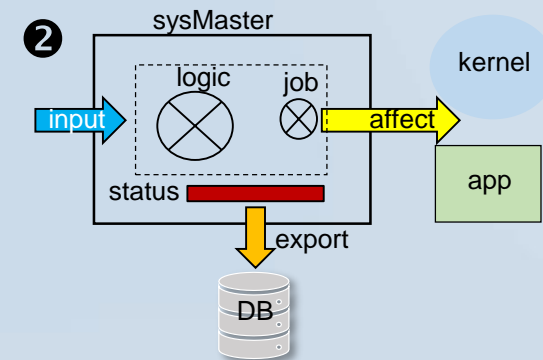 sysMaster
❷
kernel
logic
job
input
affect
app
status
export
DB